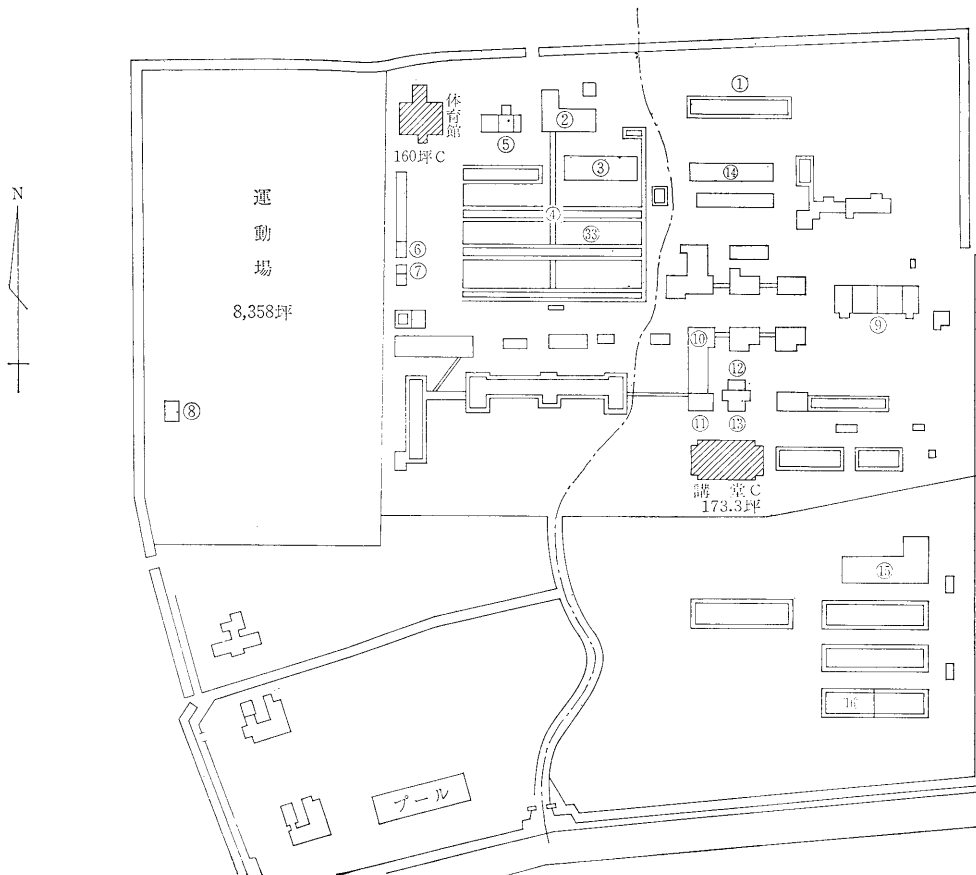 N
①
体育館
160坪C
②
⑤
③
⑭
運動場
8,358坪
④
㉝
⑥
⑦
⑨
⑩
⑫
⑧
⑪
⑬
講堂C
173.3坪
⑮
16
プール